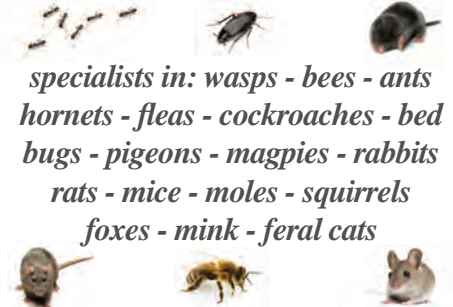 specialists in: wasps - bees - ants
hornets - fleas - cockroaches - bed
bugs - pigeons - magpies - rabbits
rats - mice - moles - squirrels
foxes - mink - feral cats